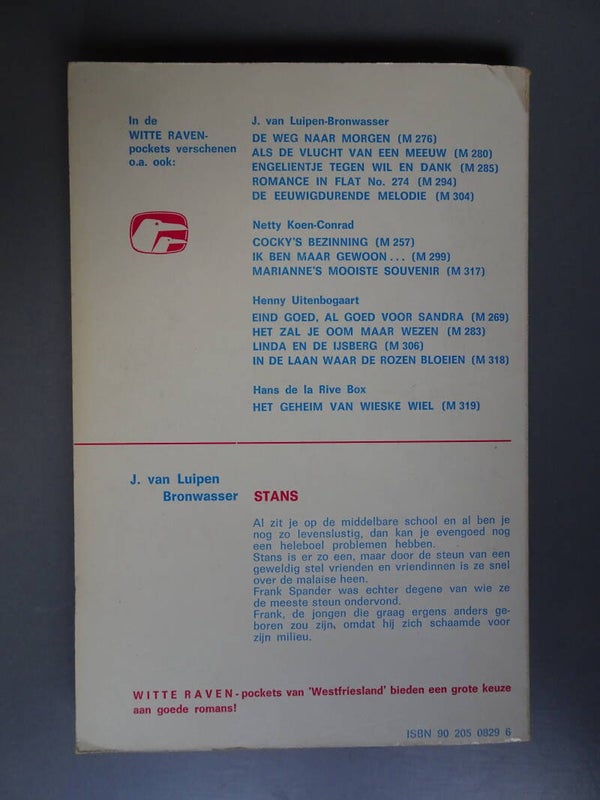 In de
WITTE RAVEN-
pockets verschenen
o.a. ook:
J. van Luipen-Bronwasser
DE WEG NAAR MORGEN (M 276)
ALS DE VLUCHT VAN EEN MEEUW (M 280)
ENGELIENTJE TEGEN WIL EN DANK (M 285)
ROMANCE IN FLAT No. 274 (M 294)
DE EEUWIGDURENDE MELODIE (M 304)
Netty Koen-Conrad
COCKY'S BEZINNING (M 257)
IK BEN MAAR GEWOON... (M 299)
MARIANNE'S MOOISTE SOUVENIR (M 317)
Henny Uitenbogaart
EIND GOED, AL GOED VOOR SANDRA (M 269)
HET ZAL JE OOM MAAR WEZEN (M 283)
LINDA EN DE IJSBERG (M 306)
IN DE LAAN WAAR DE ROZEN BLOEIEN (M 318)
Hans de la Rive Box
HET GEHEIM VAN WIESKE WIEL (M 319)
J. van Luipen
Bronwasser STANS
Al zit je op de middelbare school en al ben je
nog zo levenslustig, dan kan je evengoed nog
een heleboel problemen hebben.
Stans is er zo een, maar door de steun van een
geweldig stel vrienden en vriendinnen is ze snel
over de malaise heen.
Frank Spander was echter degene van wie ze
de meeste steun ondervond.
Frank, de jongen die graag ergens anders ge-
boren zou zijn, omdat hij zich schaamde voor
zijn milieu.
WITTE RAVEN-pockets van 'Westfriesland' bieden een grote keuze
aan goede romans!
ISBN 90 205 0829 6